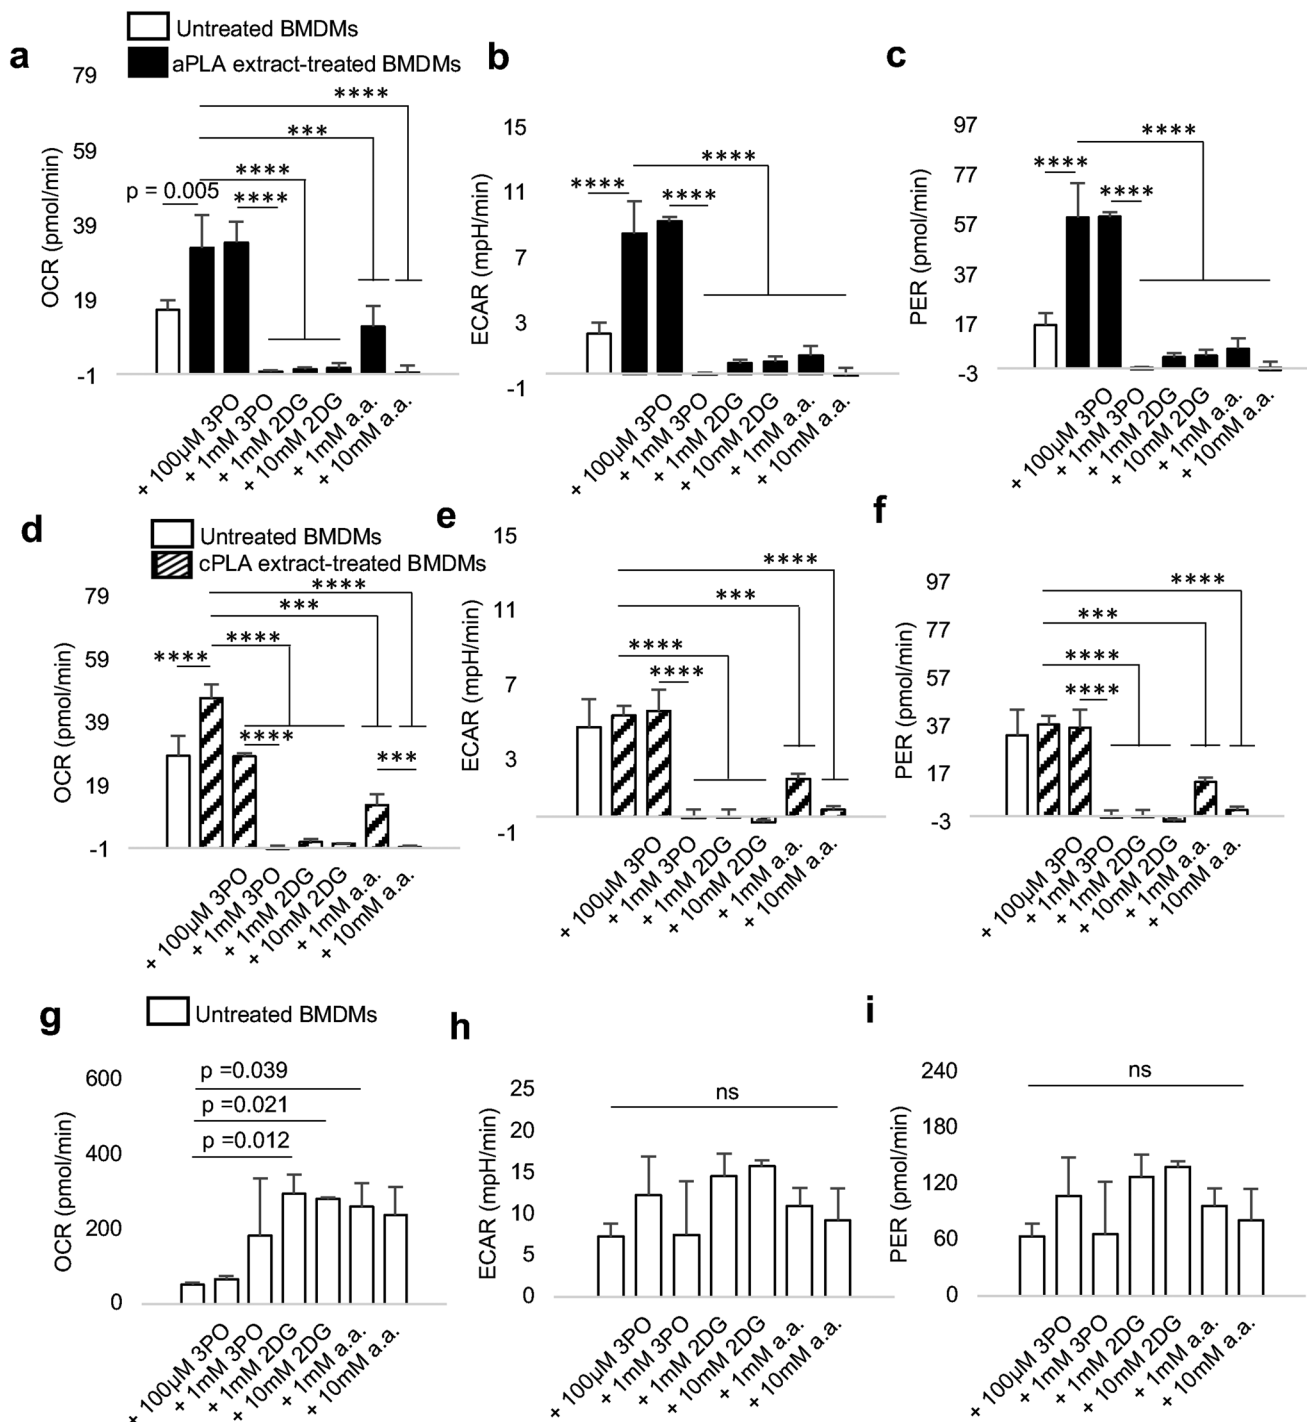 Untreated BMDMs
aPLA extract-treated BMDMs
a
79
59
39
19
-1
OCR (pmol/min)
****
***
****
p = 0.005
****
+ 100µM 3PO
+ 1mM 3PO
+ 1mM 2DG
+ 10mM 2DG
+ 1mM a.a.
+ 10mM a.a.
b
15
11
7
3
-1
ECAR (mpH/min)
****
****
****
+ 100µM 3PO
+ 1mM 3PO
+ 1mM 2DG
+ 10mM 2DG
+ 1mM a.a.
+ 10mM a.a.
c
97
77
57
37
17
-3
PER (pmol/min)
****
****
****
+ 100µM 3PO
+ 1mM 3PO
+ 1mM 2DG
+ 10mM 2DG
+ 1mM a.a.
+ 10mM a.a.
d
Untreated BMDMs
cPLA extract-treated BMDMs
79
59
39
19
-1
OCR (pmol/min)
****
***
****
****
****
***
+ 100µM 3PO
+ 1mM 3PO
+ 1mM 2DG
+ 10mM 2DG
+ 1mM a.a.
+ 10mM a.a.
e
15
11
7
3
-1
ECAR (mpH/min)
****
***
****
****
+ 100µM 3PO
+ 1mM 3PO
+ 1mM 2DG
+ 10mM 2DG
+ 1mM a.a.
+ 10mM a.a.
f
97
77
57
37
17
-3
PER (pmol/min)
****
***
****
****
+ 100µM 3PO
+ 1mM 3PO
+ 1mM 2DG
+ 10mM 2DG
+ 1mM a.a.
+ 10mM a.a.
g
Untreated BMDMs
600
400
200
0
OCR (pmol/min)
p =0.039
p =0.021
p =0.012
+ 100µM 3PO
+ 1mM 3PO
+ 1mM 2DG
+ 10mM 2DG
+ 1mM a.a.
+ 10mM a.a.
h
25
20
15
10
5
0
ECAR (mpH/min)
ns
+ 100µM 3PO
+ 1mM 3PO
+ 1mM 2DG
+ 10mM 2DG
+ 1mM a.a.
+ 10mM a.a.
i
240
180
120
60
0
PER (pmol/min)
ns
+ 100µM 3PO
+ 1mM 3PO
+ 1mM 2DG
+ 10mM 2DG
+ 1mM a.a.
+ 10mM a.a.